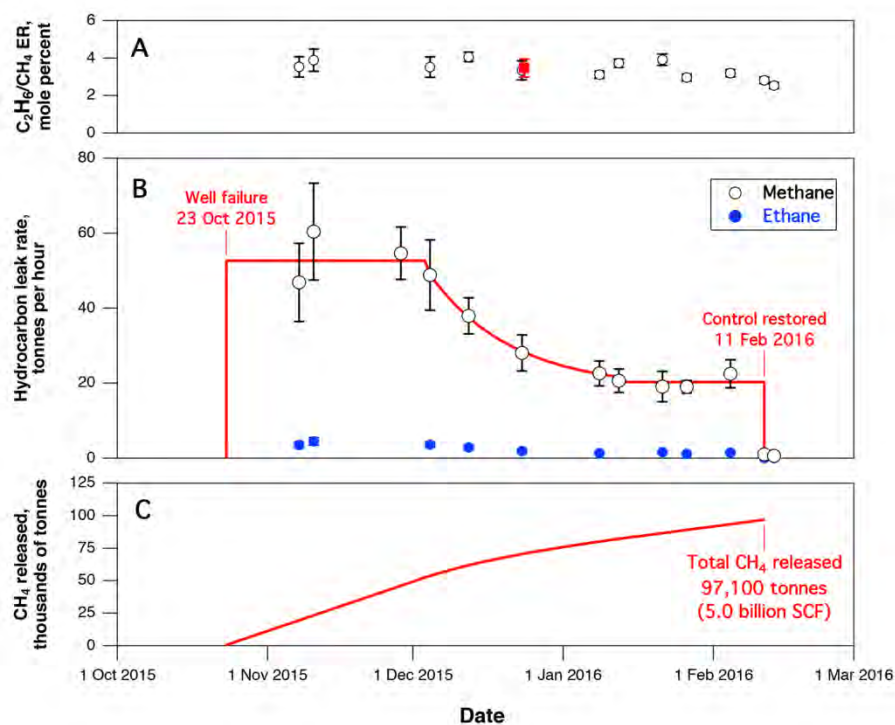 C₂H₆/CH₄ ER,
mole percent
6
4
2
0
A
Hydrocarbon leak rate,
tonnes per hour
80
60
40
20
0
B
Well failure
23 Oct 2015
Methane
Ethane
Control restored
11 Feb 2016
CH₄ released,
thousands of tonnes
125
100
75
50
25
0
C
Total CH₄ released
97,100 tonnes
(5.0 billion SCF)
1 Oct 2015
1 Nov 2015
1 Dec 2015
1 Jan 2016
1 Feb 2016
1 Mar 2016
Date